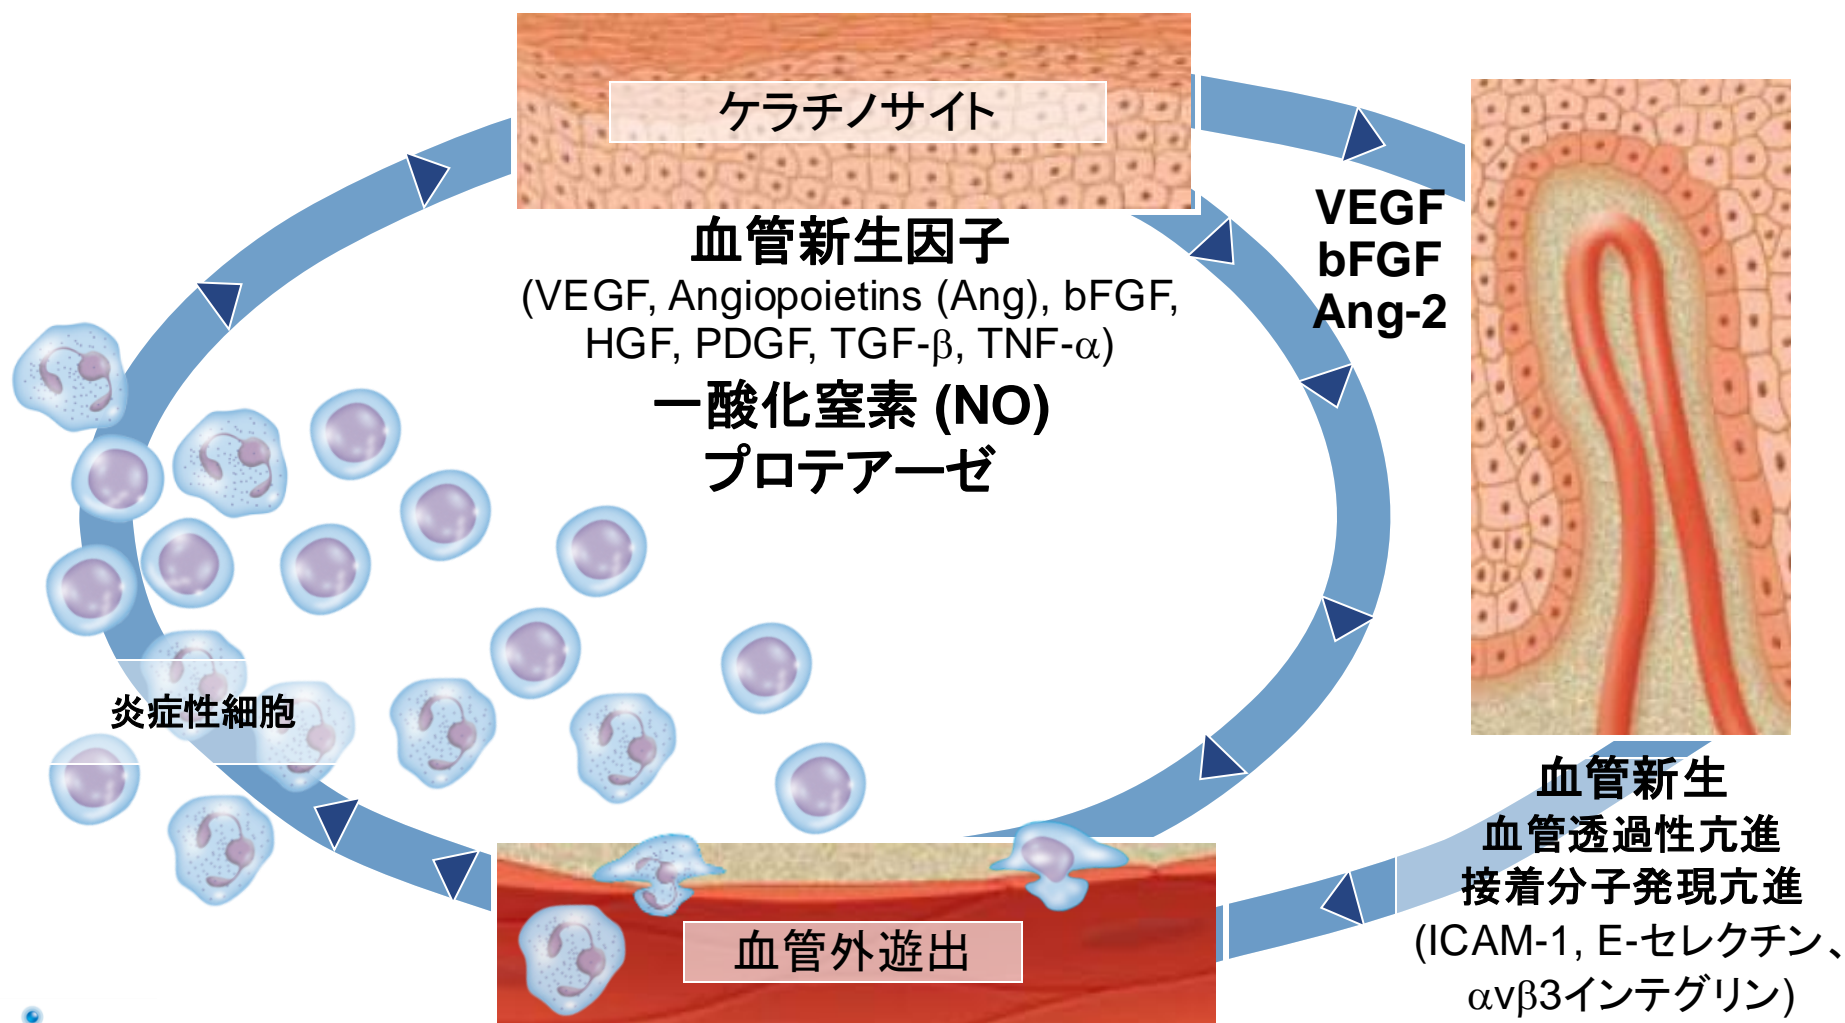 ケラチノサイト
血管新生因子
(VEGF, Angiopoietins (Ang), bFGF,
HGF, PDGF, TGF-β, TNF-α)
一酸化窒素 (NO)
プロテアーゼ
VEGF
bFGF
Ang-2
炎症性細胞
血管外遊出
血管新生
血管透過性亢進
接着分子発現亢進
(ICAM-1, E-セレクチン、
αvβ3インテグリン)